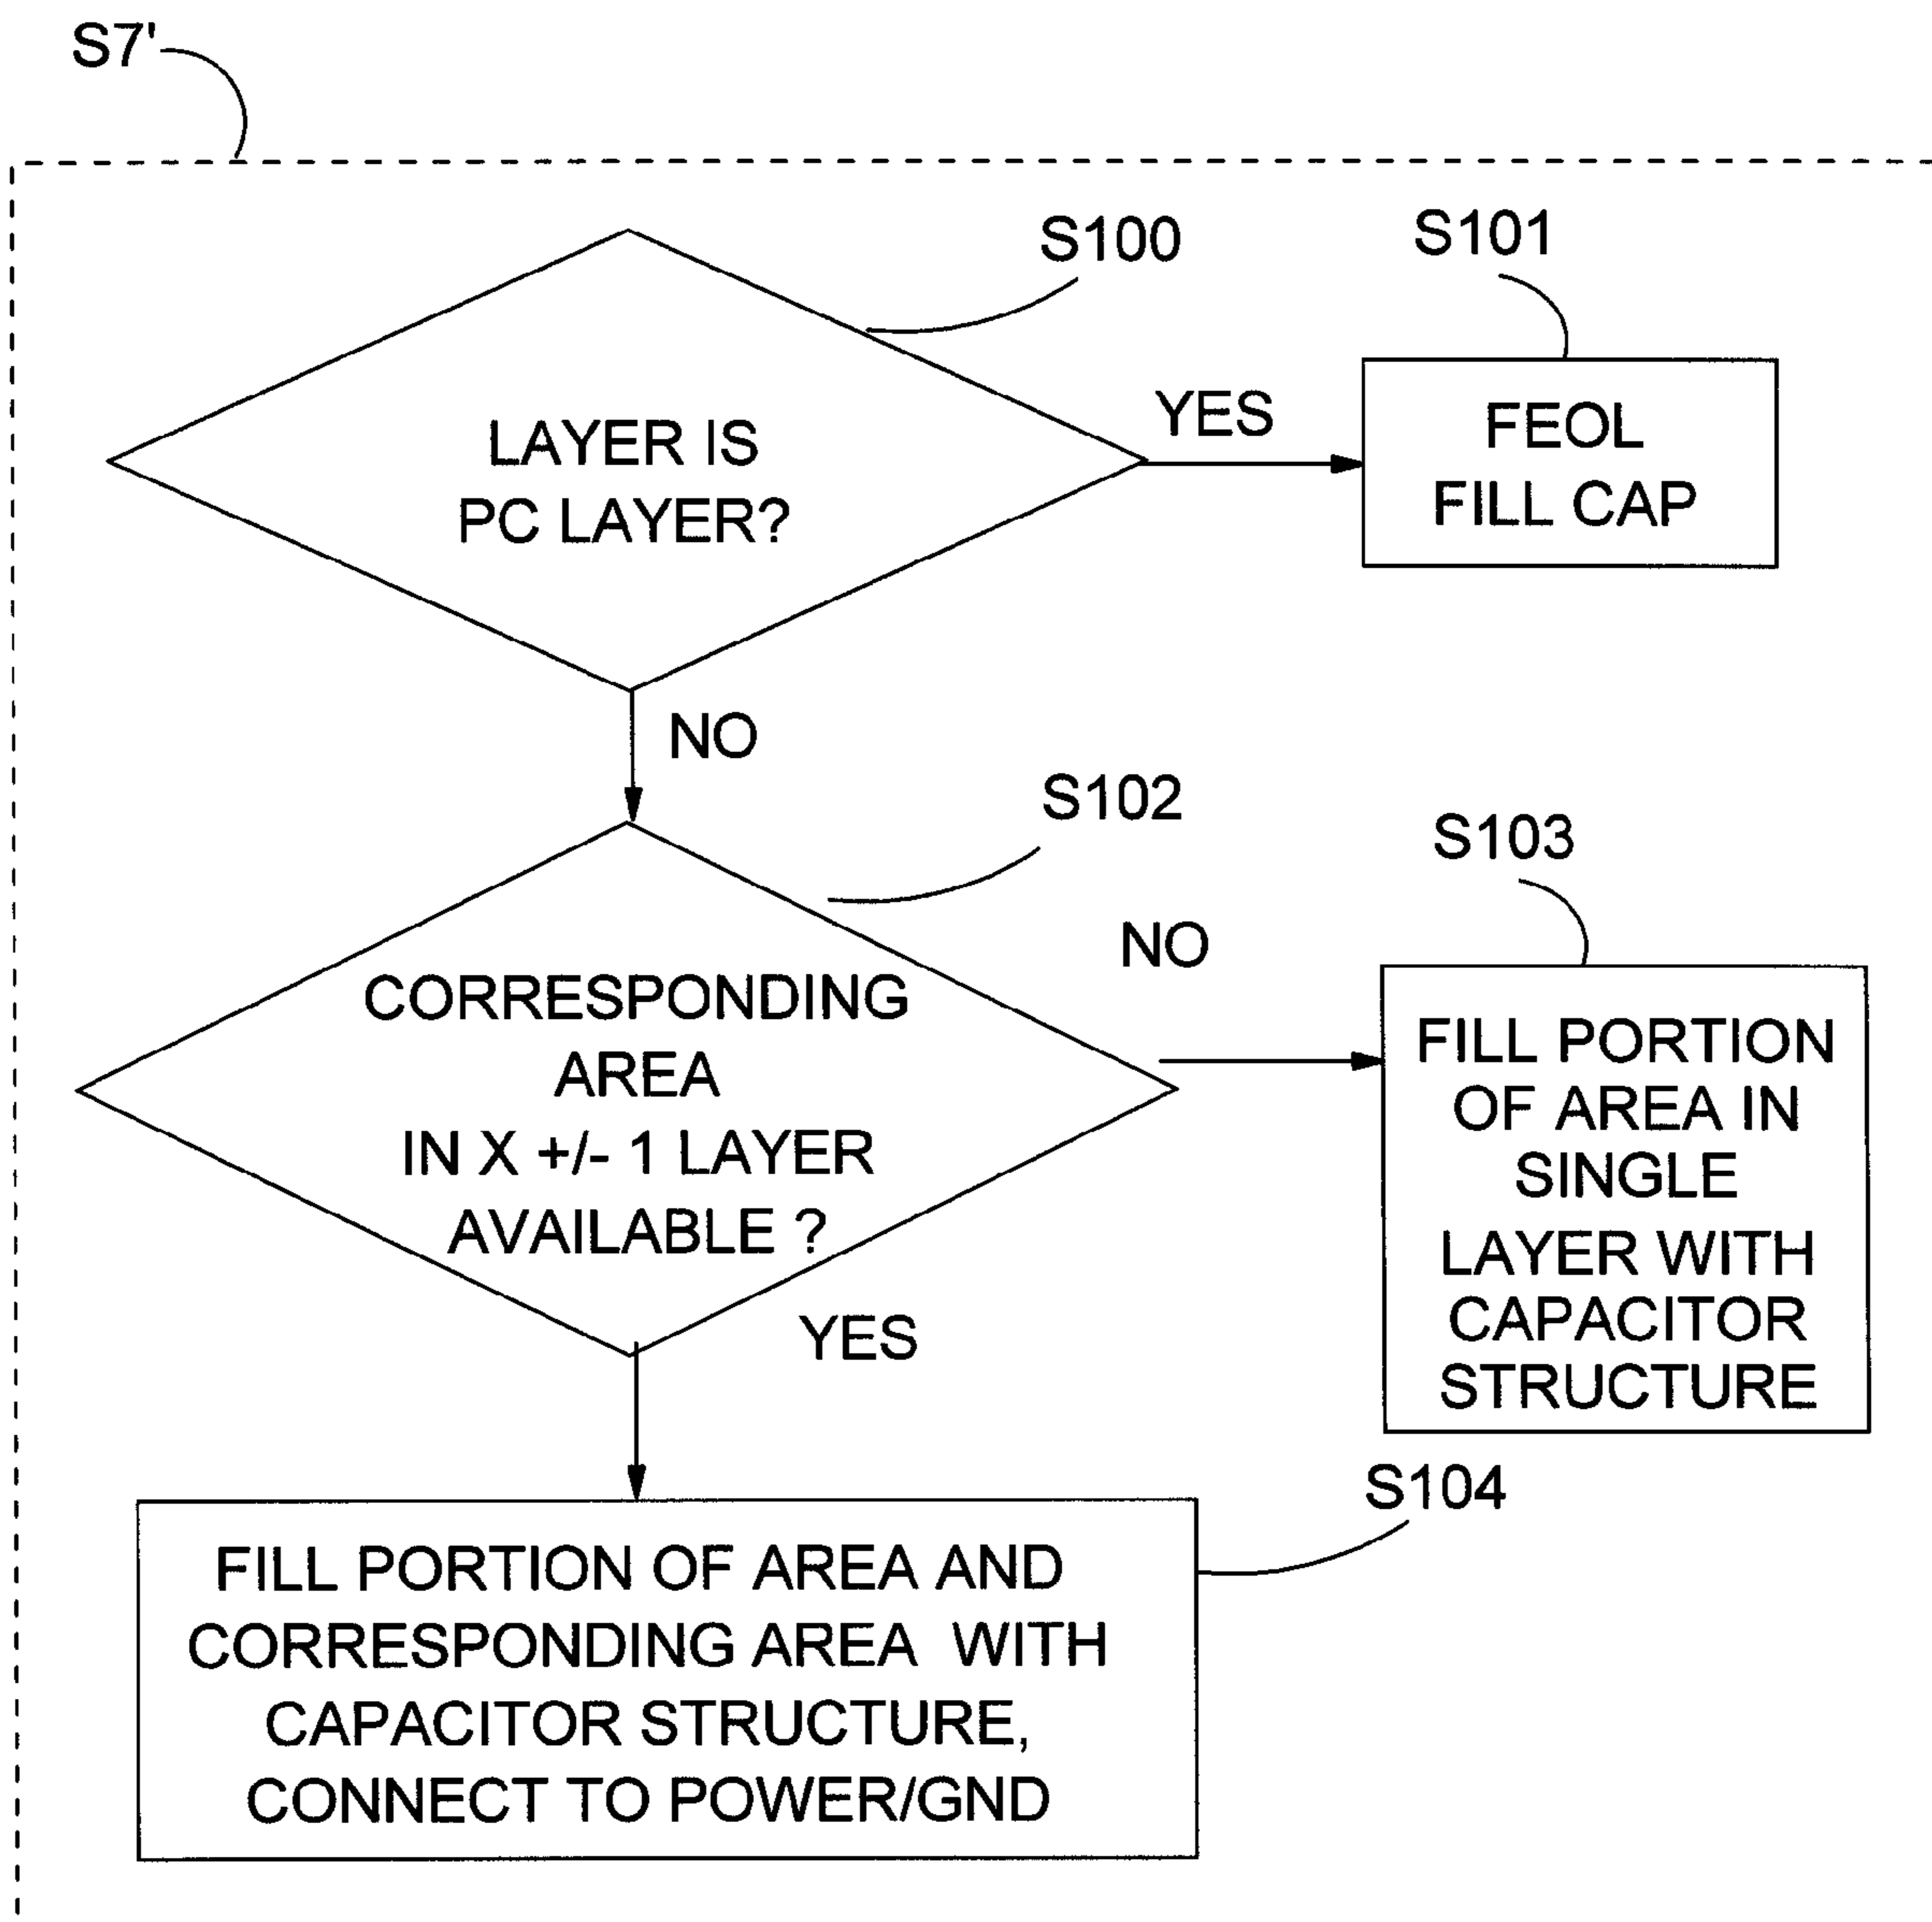 S7'
S100
S101
LAYER IS
PC LAYER?
YES
FEOL
FILL CAP
NO
S102
S103
CORRESPONDING
AREA
IN X +/- 1 LAYER
AVAILABLE ?
NO
FILL PORTION
OF AREA IN
SINGLE
LAYER WITH
CAPACITOR
STRUCTURE
YES
S104
FILL PORTION OF AREA AND
CORRESPONDING AREA WITH
CAPACITOR STRUCTURE,
CONNECT TO POWER/GND